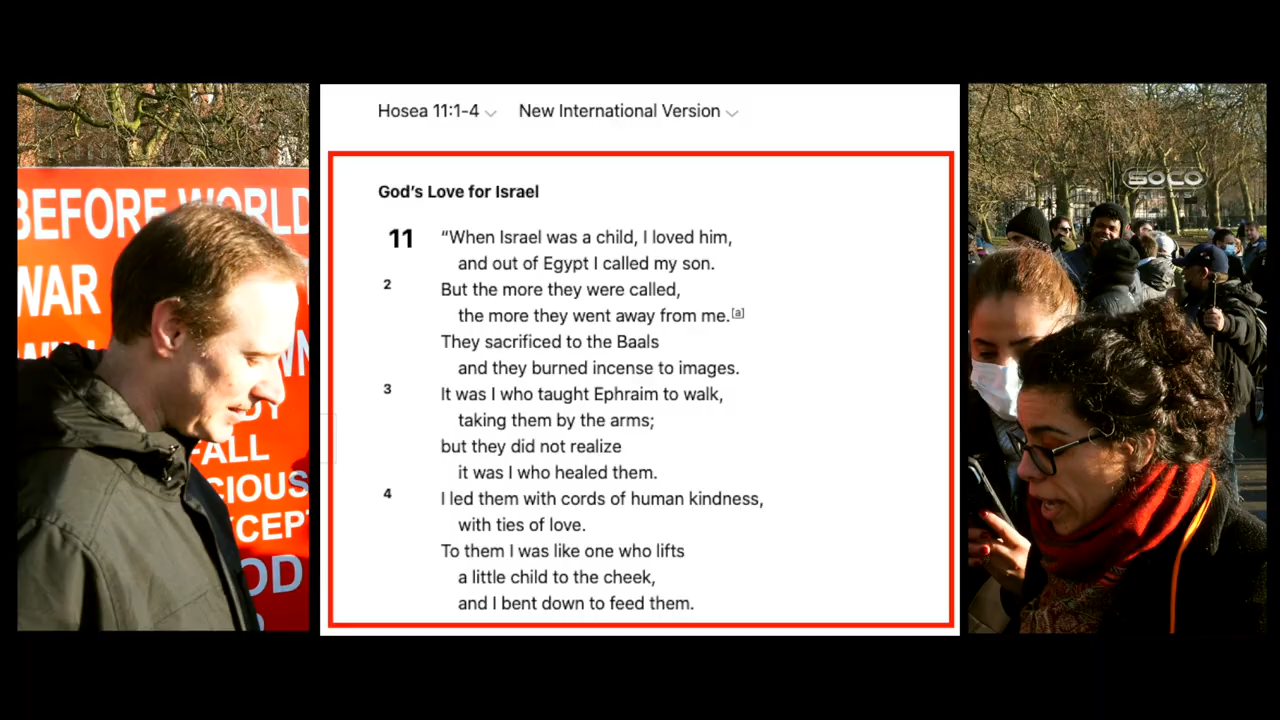 BEFORE WORLD
WAR
FALL
Hosea 11:1-4
New International Version
God's Love for Israel
11 “When Israel was a child, I loved him,
and out of Egypt I called my son.
2 But the more they were called,
the more they went away from me.[a]
They sacrificed to the Baals
and they burned incense to images.
3 It was I who taught Ephraim to walk,
taking them by the arms;
but they did not realize
it was I who healed them.
4 I led them with cords of human kindness,
with ties of love.
To them I was like one who lifts
a little child to the cheek,
and I bent down to feed them.
SOCO